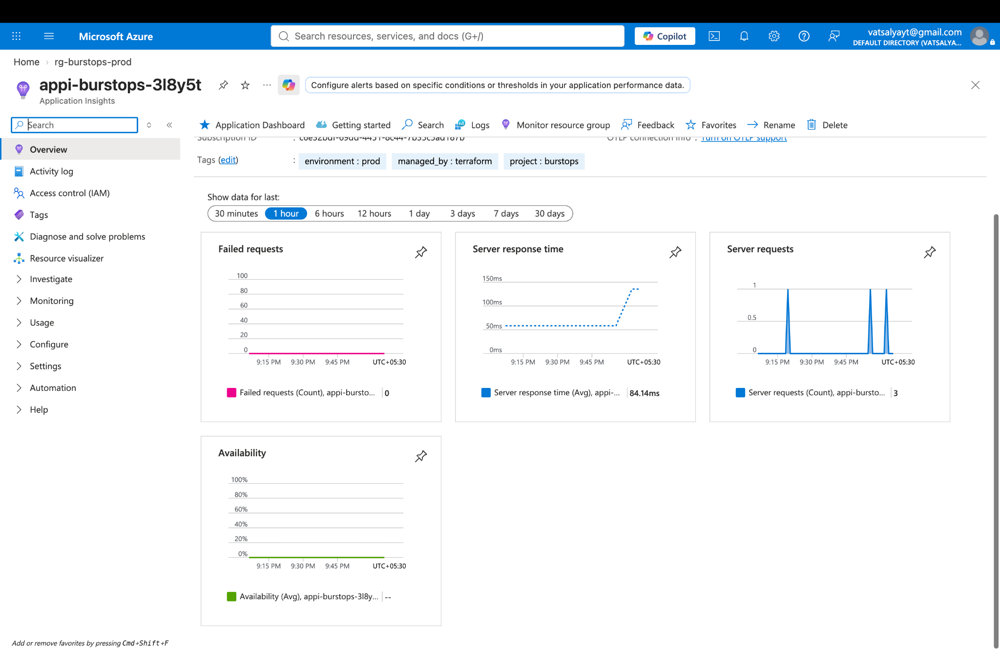 Microsoft Azure
Search resources, services, and docs (G+/)
Copilot
vatsalyayt@gmail.com
DEFAULT DIRECTORY (VATSALYA...
Home > rg-burstops-prod
appi-burstops-3l8y5t
Application Insights
Configure alerts based on specific conditions or thresholds in your application performance data.
Search
Application Dashboard
Getting started
Search
Logs
Monitor resource group
Feedback
Favorites
Rename
Delete
Overview
Activity log
Access control (IAM)
Tags
Diagnose and solve problems
Resource visualizer
Investigate
Monitoring
Usage
Configure
Settings
Automation
Help
Subscription ID :
OTLP connection info : Turn on OTLP support
Tags (edit) : environment : prod managed_by : terraform project : burstops
Show data for last:
30 minutes 1 hour 6 hours 12 hours 1 day 3 days 7 days 30 days
Failed requests
100
80
60
40
20
0
9:15 PM 9:30 PM 9:45 PM UTC+05:30
Failed requests (Count), appi-bursto... 0
Server response time
150ms
100ms
50ms
0ms
9:15 PM 9:30 PM 9:45 PM UTC+05:30
Server response time (Avg), appi-... 84.14ms
Server requests
1
0.5
0
9:15 PM 9:30 PM 9:45 PM UTC+05:30
Server requests (Count), appi-bursto... 3
Availability
100%
80%
60%
40%
20%
0%
9:15 PM 9:30 PM 9:45 PM UTC+05:30
Availability (Avg), appi-burstops-3l8y... --
Add or remove favorites by pressing Cmd+Shift+F